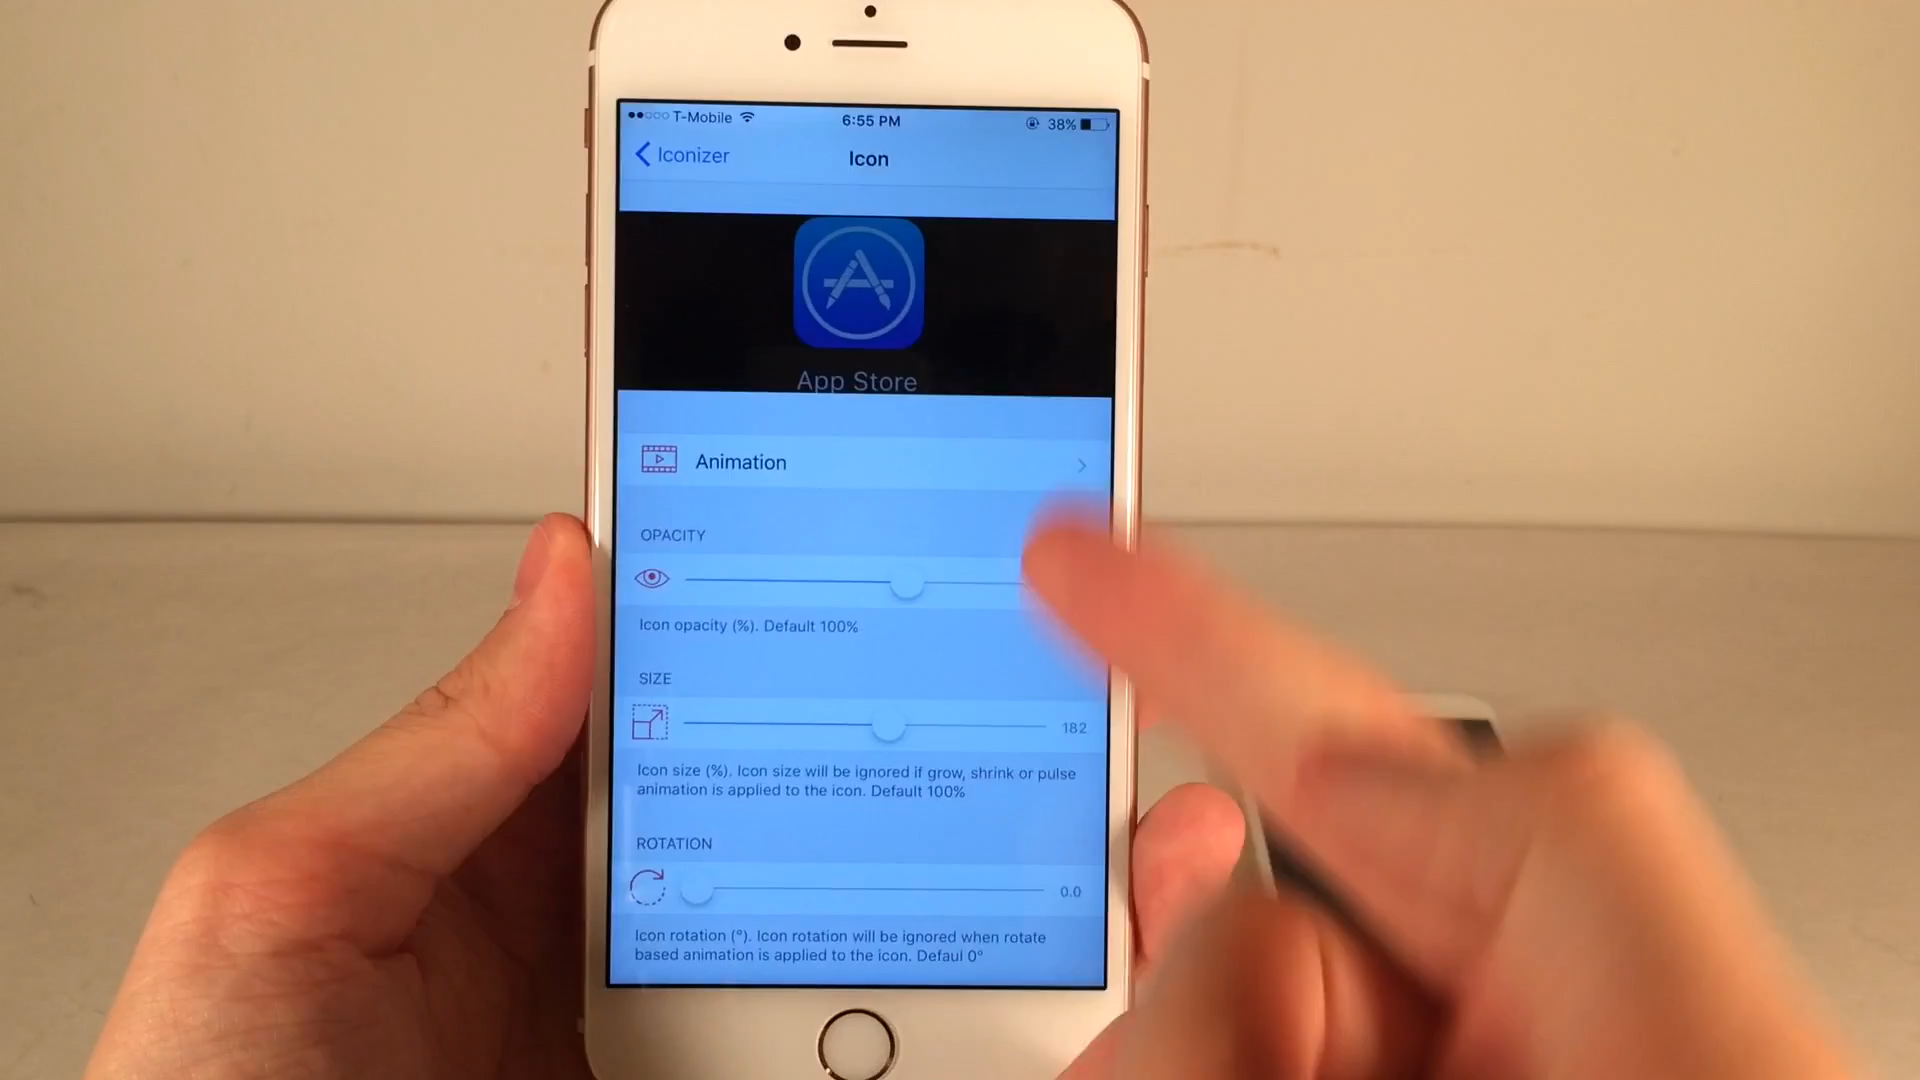 T-Mobile 6:55 PM 38%
Iconizer Icon
App Store
Animation
OPACITY
Icon opacity (%). Default 100%
SIZE
182
Icon size (%). Icon size will be ignored if grow, shrink or pulse
animation is applied to the icon. Default 100%
ROTATION
0.0
Icon rotation (°). Icon rotation will be ignored when rotate
based animation is applied to the icon. Defaul 0°